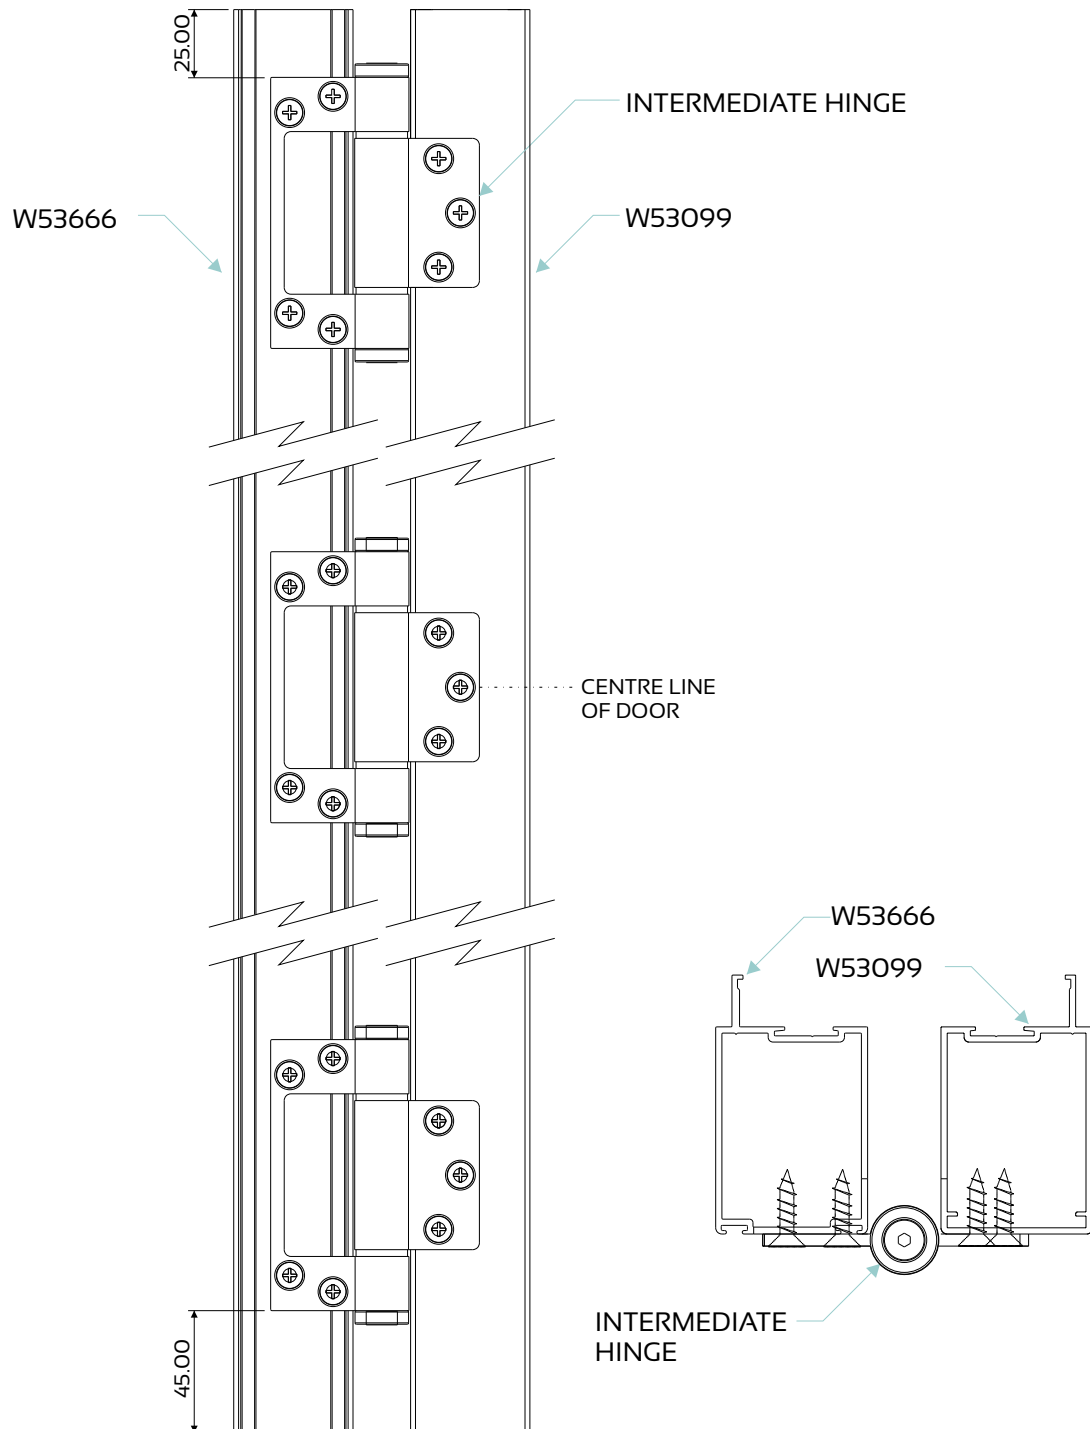 25.00
INTERMEDIATE HINGE
W53666
W53099
CENTRE LINE
OF DOOR
W53666
W53099
INTERMEDIATE
HINGE
45.00